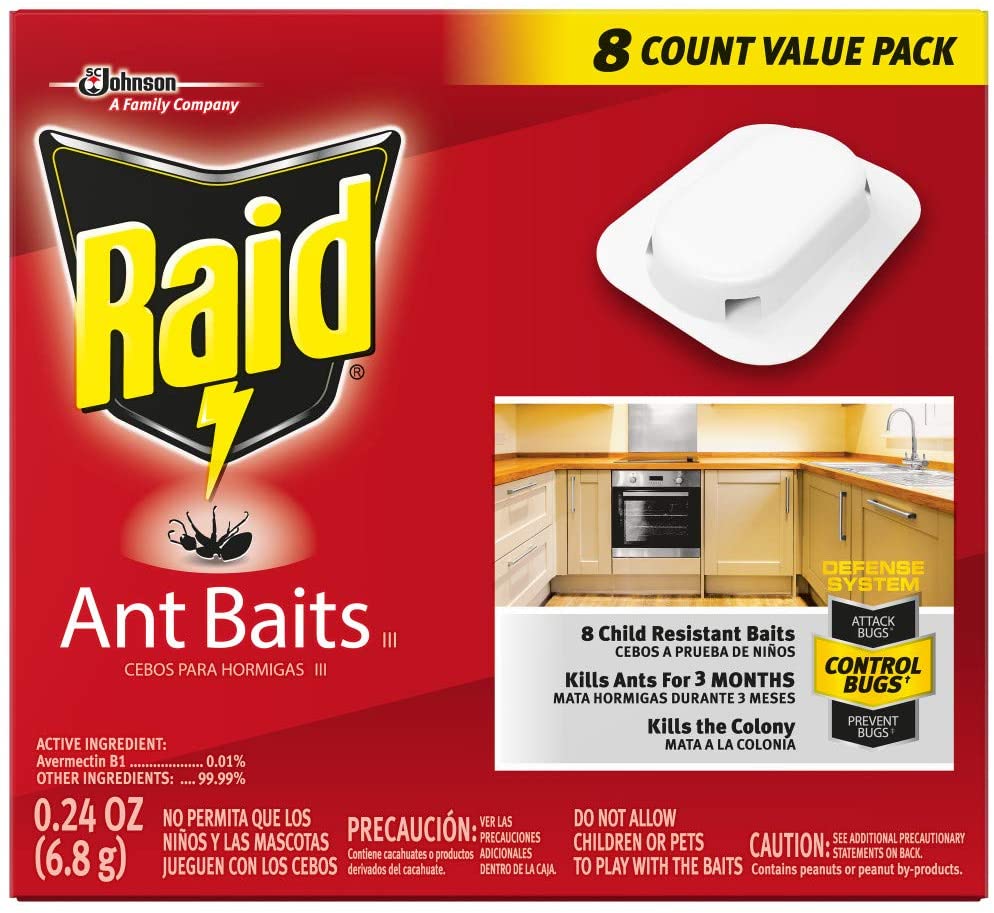 8 COUNT VALUE PACK
SC Johnson
A Family Company
Raid®
Ant Baits III
CEBOS PARA HORMIGAS III
8 Child Resistant Baits
CEBOS A PRUEBA DE NIÑOS
Kills Ants For 3 MONTHS
MATA HORMIGAS DURANTE 3 MESES
Kills the Colony
MATA A LA COLONIA
DEFENSE
SYSTEM
ATTACK
BUGS*
CONTROL
BUGS†
PREVENT
BUGS‡
ACTIVE INGREDIENT:
Avermectin B1 ................... 0.01%
OTHER INGREDIENTS: .... 99.99%
0.24 OZ
(6.8 g)
NO PERMITA QUE LOS
NIÑOS Y LAS MASCOTAS
JUEGUEN CON LOS CEBOS
PRECAUCIÓN: VER LAS
PRECAUCIONES
ADICIONALES
DENTRO DE LA CAJA.
Contiene cacahuates o productos
derivados del cacahuate.
DO NOT ALLOW
CHILDREN OR PETS
TO PLAY WITH THE BAITS
CAUTION: SEE ADDITIONAL PRECAUTIONARY
STATEMENTS ON BACK.
Contains peanuts or peanut by-products.